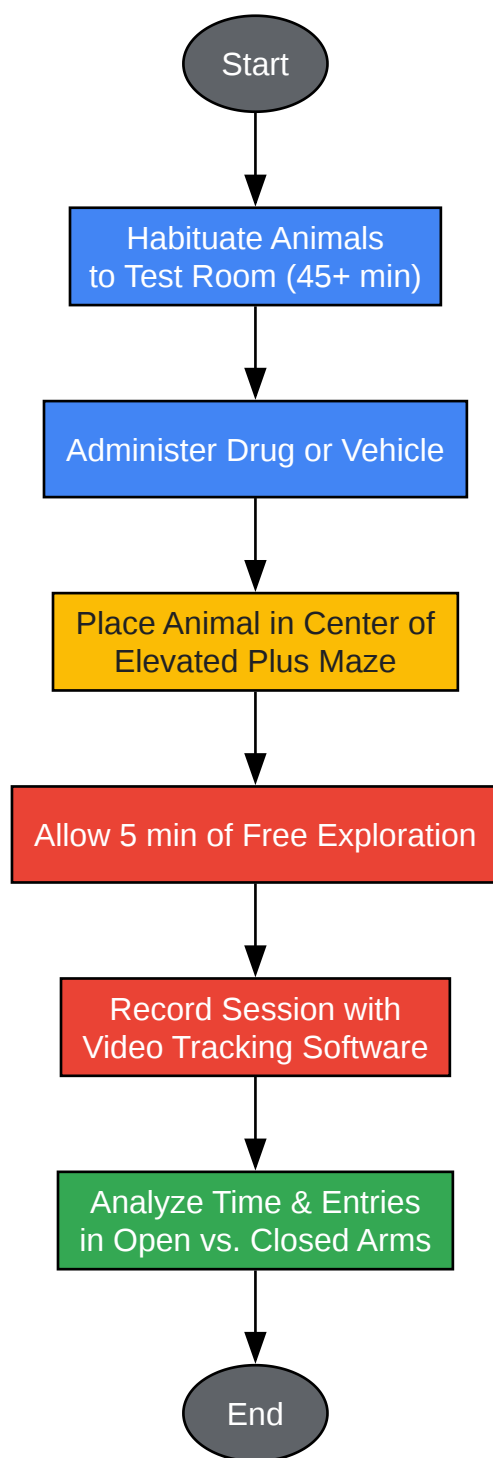 Start
Habituate Animals
to Test Room (45+ min)
Administer Drug or Vehicle
Place Animal in Center of
Elevated Plus Maze
Allow 5 min of Free Exploration
Record Session with
Video Tracking Software
Analyze Time & Entries
in Open vs. Closed Arms
End